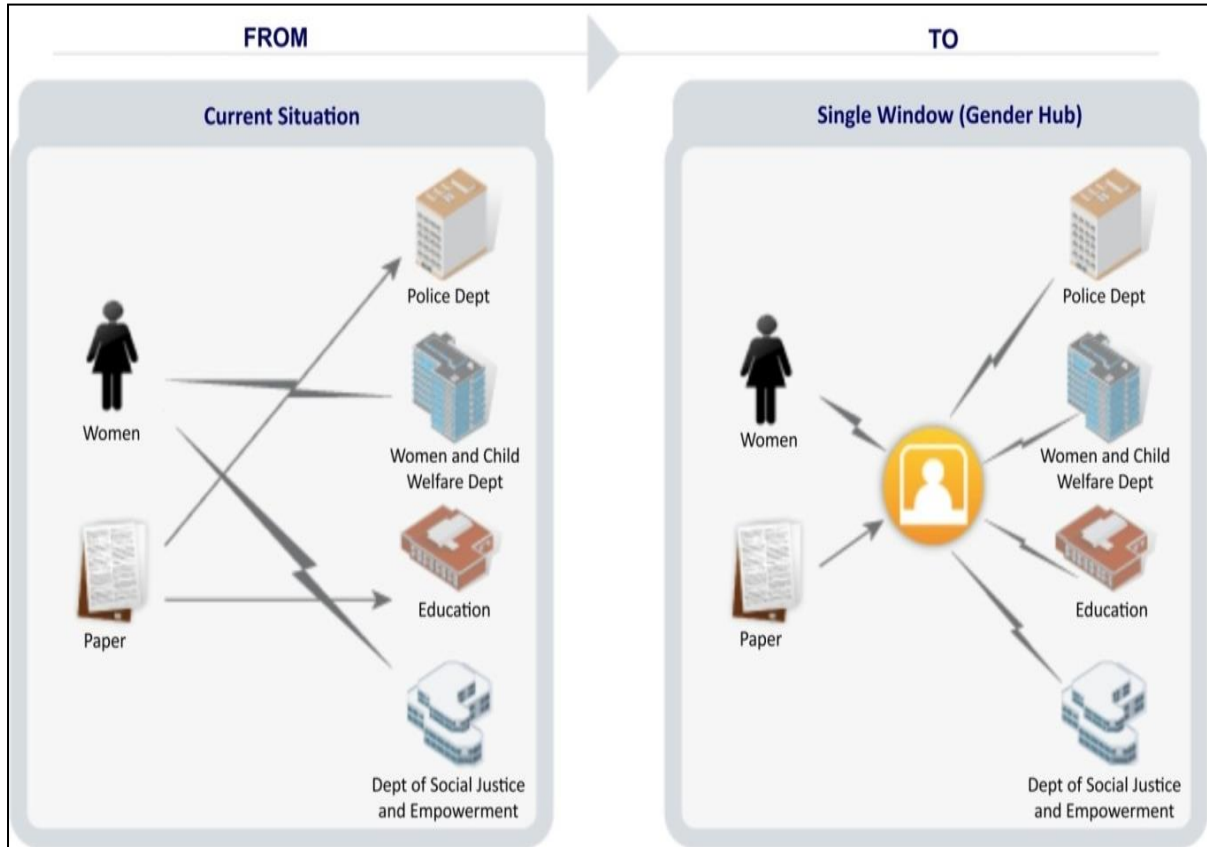 FROM
TO
Current Situation
Police Dept
Women
Women and Child
Welfare Dept
Paper
Education
Dept of Social Justice
and Empowerment
Single Window (Gender Hub)
Police Dept
Women
Women and Child
Welfare Dept
Paper
Education
Dept of Social Justice
and Empowerment